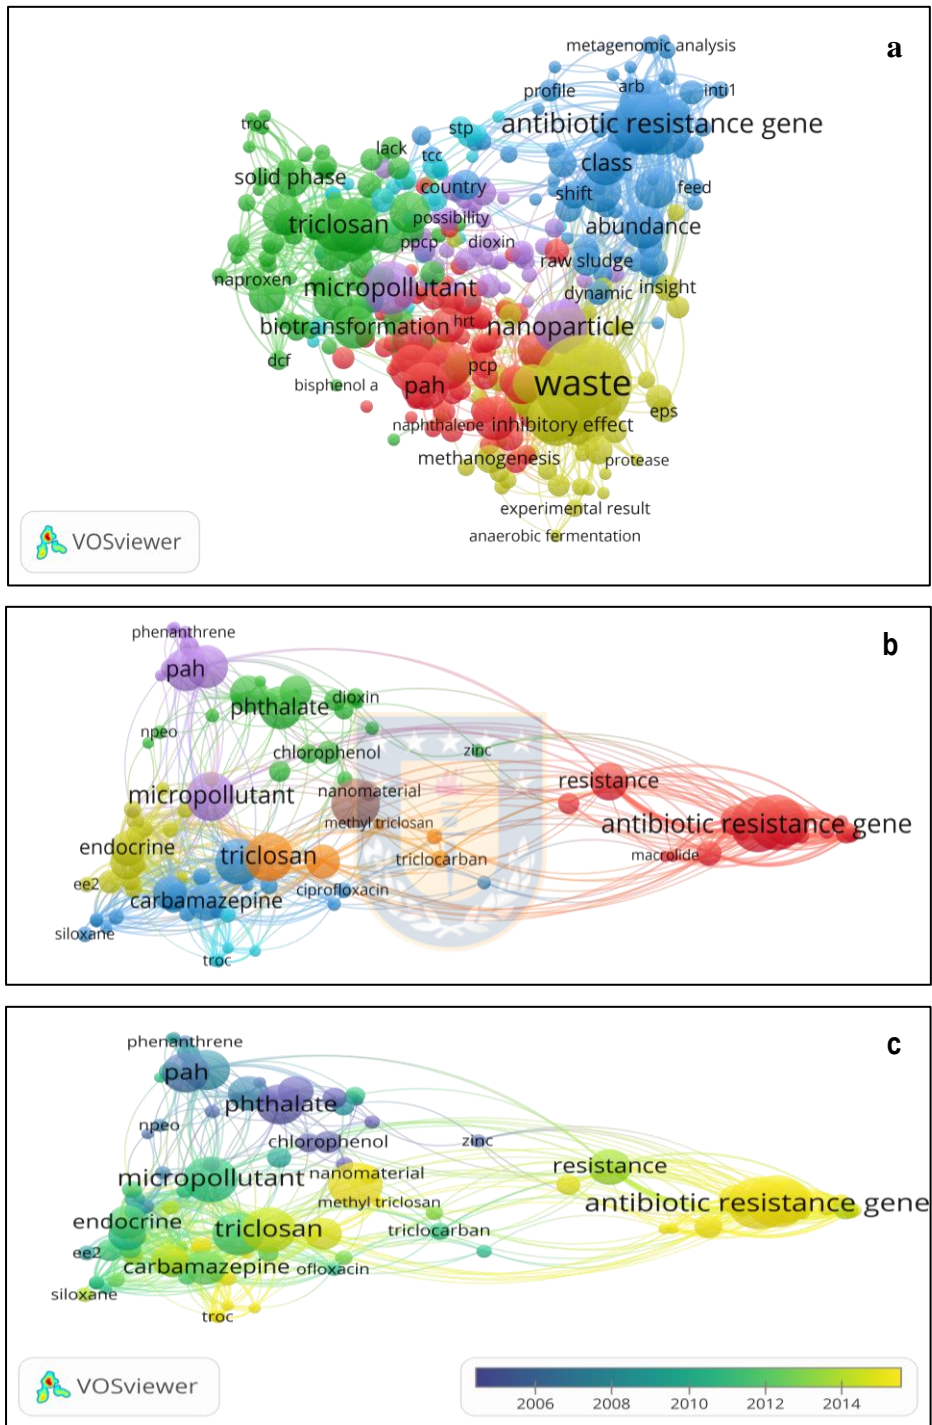 a
metagenomic analysis
profile
arb
inti1
troc
stp
antibiotic resistance gene
lack
tcc
class
solid phase
country
shift
feed
triclosan
possibility
abundance
ppcp
dioxin
raw sludge
naproxen
micropollutant
dynamic
insight
biotransformation
hrt
nanoparticle
dcf
pcp
bisphenol a
pah
waste
eps
naphthalene
inhibitory effect
methanogenesis
protease
experimental result
anaerobic fermentation
VOSviewer
b
phenanthrene
pah
phthalate
dioxin
npeo
chlorophenol
zinc
resistance
micropollutant
nanomaterial
methyl triclosan
antibiotic resistance gene
endocrine
triclosan
triclocarban
macrolide
ee2
carbamazepine
ciprofloxacin
siloxane
troc
c
phenanthrene
pah
phthalate
npeo
chlorophenol
zinc
resistance
micropollutant
nanomaterial
methyl triclosan
antibiotic resistance gene
endocrine
triclosan
triclocarban
ee2
carbamazepine
ofloxacin
siloxane
troc
VOSviewer
2006 2008 2010 2012 2014